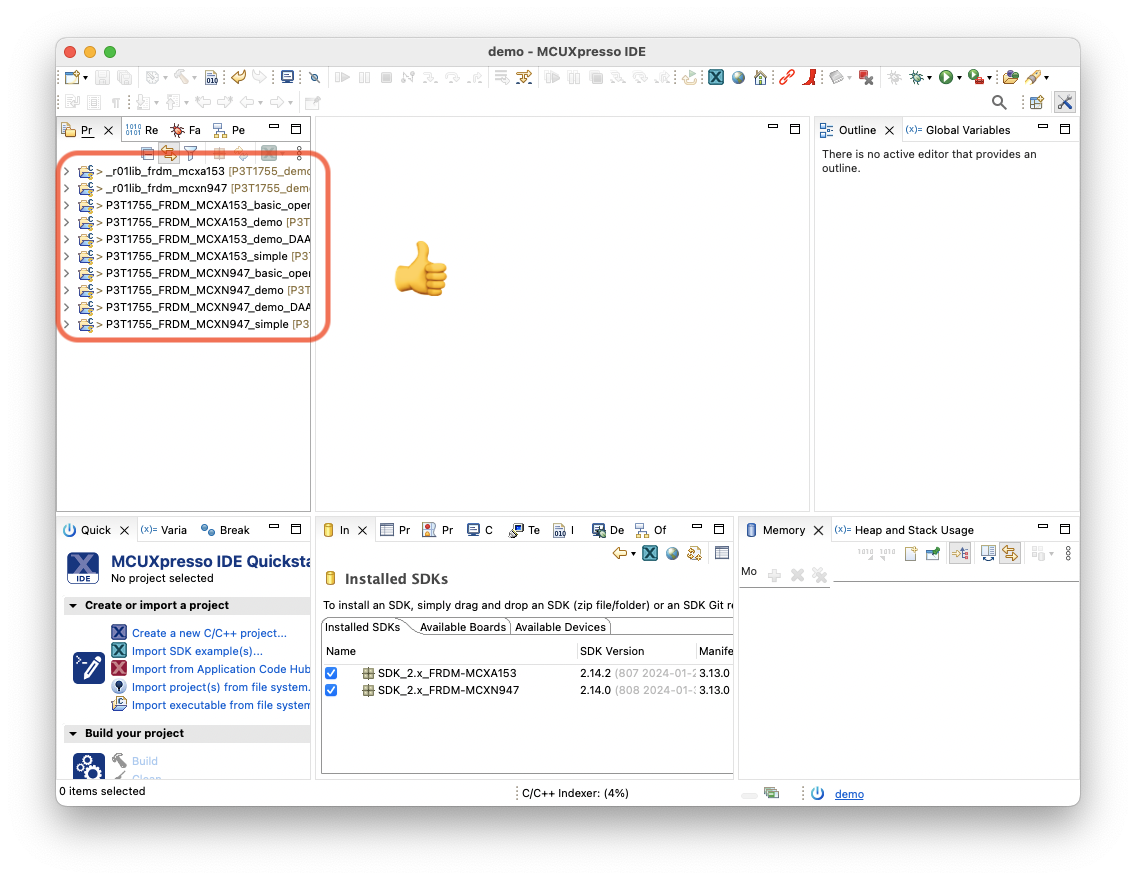 demo - MCUXpresso IDE
Pr
Re
Fa
Pe
_r01lib_frdm_mcxa153 [P3T1755_demo
_r01lib_frdm_mcxn947 [P3T1755_dem
P3T1755_FRDM_MCXA153_basic_oper
P3T1755_FRDM_MCXA153_demo [P3T
P3T1755_FRDM_MCXA153_demo_DAA
P3T1755_FRDM_MCXA153_simple [P3T
P3T1755_FRDM_MCXN947_basic_oper
P3T1755_FRDM_MCXN947_demo [P3T
P3T1755_FRDM_MCXN947_demo_DAA
P3T1755_FRDM_MCXN947_simple [P3
Outline
(x)= Global Variables
There is no active editor that provides an
outline.
Quick
(x)= Varia
Break
MCUXpresso IDE Quicksta
No project selected
IDE
Create or import a project
Create a new C/C++ project...
Import SDK example(s)...
Import from Application Code Hub
Import project(s) from file system.
Import executable from file system
Build your project
Build
Clean
In
Pr
Pr
C
Te
I
De
Of
Installed SDKs
To install an SDK, simply drag and drop an SDK (zip file/folder) or an SDK Git re
Installed SDKs
Available Boards
Available Devices
Name
SDK Version
Manife
SDK_2.x_FRDM-MCXA153
2.14.2 (807 2024-01-2
3.13.0
SDK_2.x_FRDM-MCXN947
2.14.0 (808 2024-01-3
3.13.0
Memory
(x)= Heap and Stack Usage
Mo
0 items selected
C/C++ Indexer: (4%)
demo